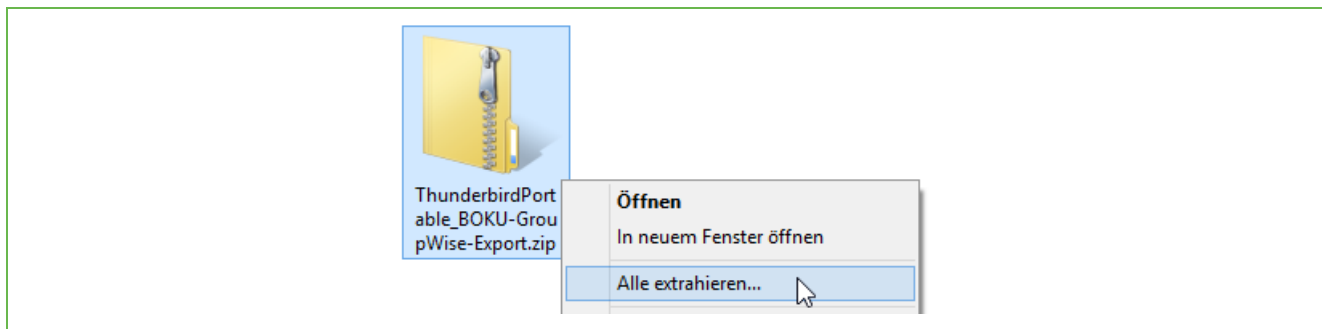 ThunderbirdPort
able_BOKU-Grou
pWise-Export.zip
Öffnen
In neuem Fenster öffnen
Alle extrahieren...